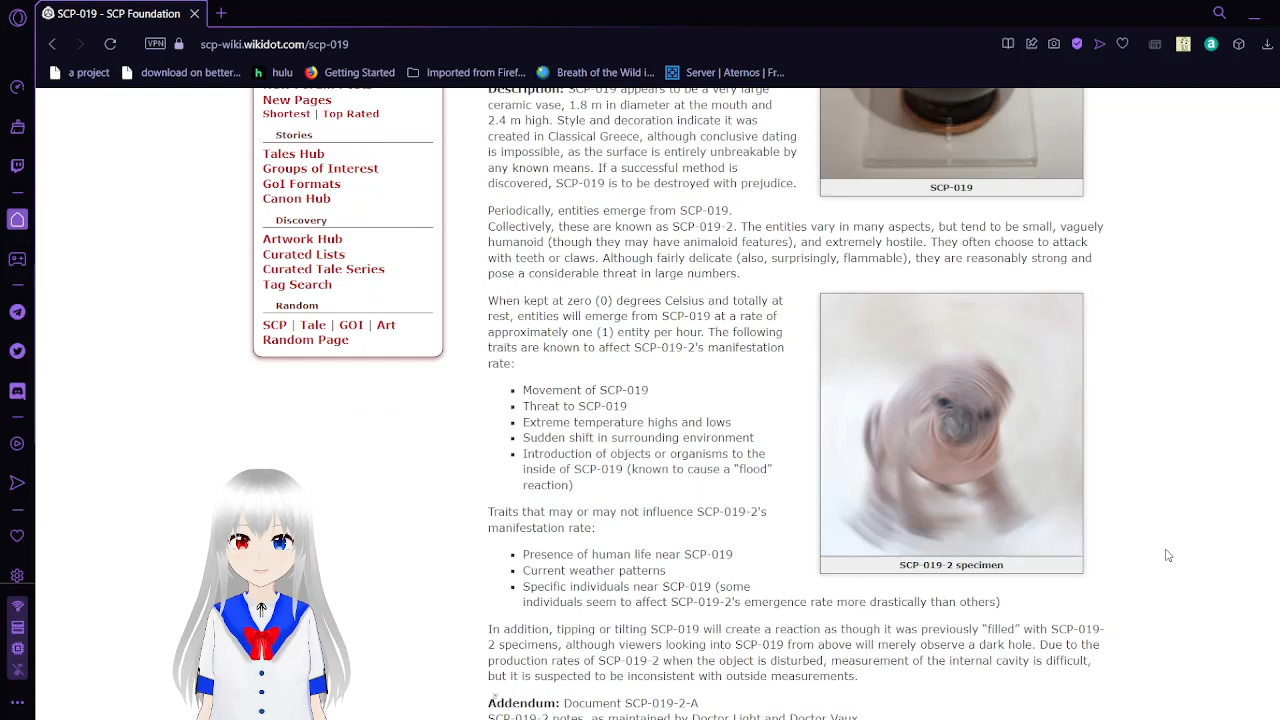 SCP-019 - SCP Foundation
VPN
scp-wiki.wikidot.com/scp-019
a project
download on better...
hulu
Getting Started
Imported from Firef...
Breath of the Wild i...
Server | Aternos | Fr...
New Pages
Shortest | Top Rated
Stories
Tales Hub
Groups of Interest
GoI Formats
Canon Hub
Discovery
Artwork Hub
Curated Lists
Curated Tale Series
Tag Search
Random
SCP | Tale | GOI | Art
Random Page
Description: SCP-019 appears to be a very large
ceramic vase, 1.8 m in diameter at the mouth and
2.4 m high. Style and decoration indicate it was
created in Classical Greece, although conclusive dating
is impossible, as the surface is entirely unbreakable by
any known means. If a successful method is
discovered, SCP-019 is to be destroyed with prejudice.
SCP-019
Periodically, entities emerge from SCP-019.
Collectively, these are known as SCP-019-2. The entities vary in many aspects, but tend to be small, vaguely
humanoid (though they may have animaloid features), and extremely hostile. They often choose to attack
with teeth or claws. Although fairly delicate (also, surprisingly, flammable), they are reasonably strong and
pose a considerable threat in large numbers.
When kept at zero (0) degrees Celsius and totally at
rest, entities will emerge from SCP-019 at a rate of
approximately one (1) entity per hour. The following
traits are known to affect SCP-019-2's manifestation
rate:
Movement of SCP-019
Threat to SCP-019
Extreme temperature highs and lows
Sudden shift in surrounding environment
Introduction of objects or organisms to the
inside of SCP-019 (known to cause a “flood”
reaction)
Traits that may or may not influence SCP-019-2's
manifestation rate:
Presence of human life near SCP-019
Current weather patterns
Specific individuals near SCP-019 (some
individuals seem to affect SCP-019-2's emergence rate more drastically than others)
SCP-019-2 specimen
In addition, tipping or tilting SCP-019 will create a reaction as though it was previously “filled” with SCP-019-
2 specimens, although viewers looking into SCP-019 from above will merely observe a dark hole. Due to the
production rates of SCP-019-2 when the object is disturbed, measurement of the internal cavity is difficult,
but it is suspected to be inconsistent with outside measurements.
Addendum: Document SCP-019-2-A
SCP-019-2 notes, as maintained by Doctor Light and Doctor Vaux